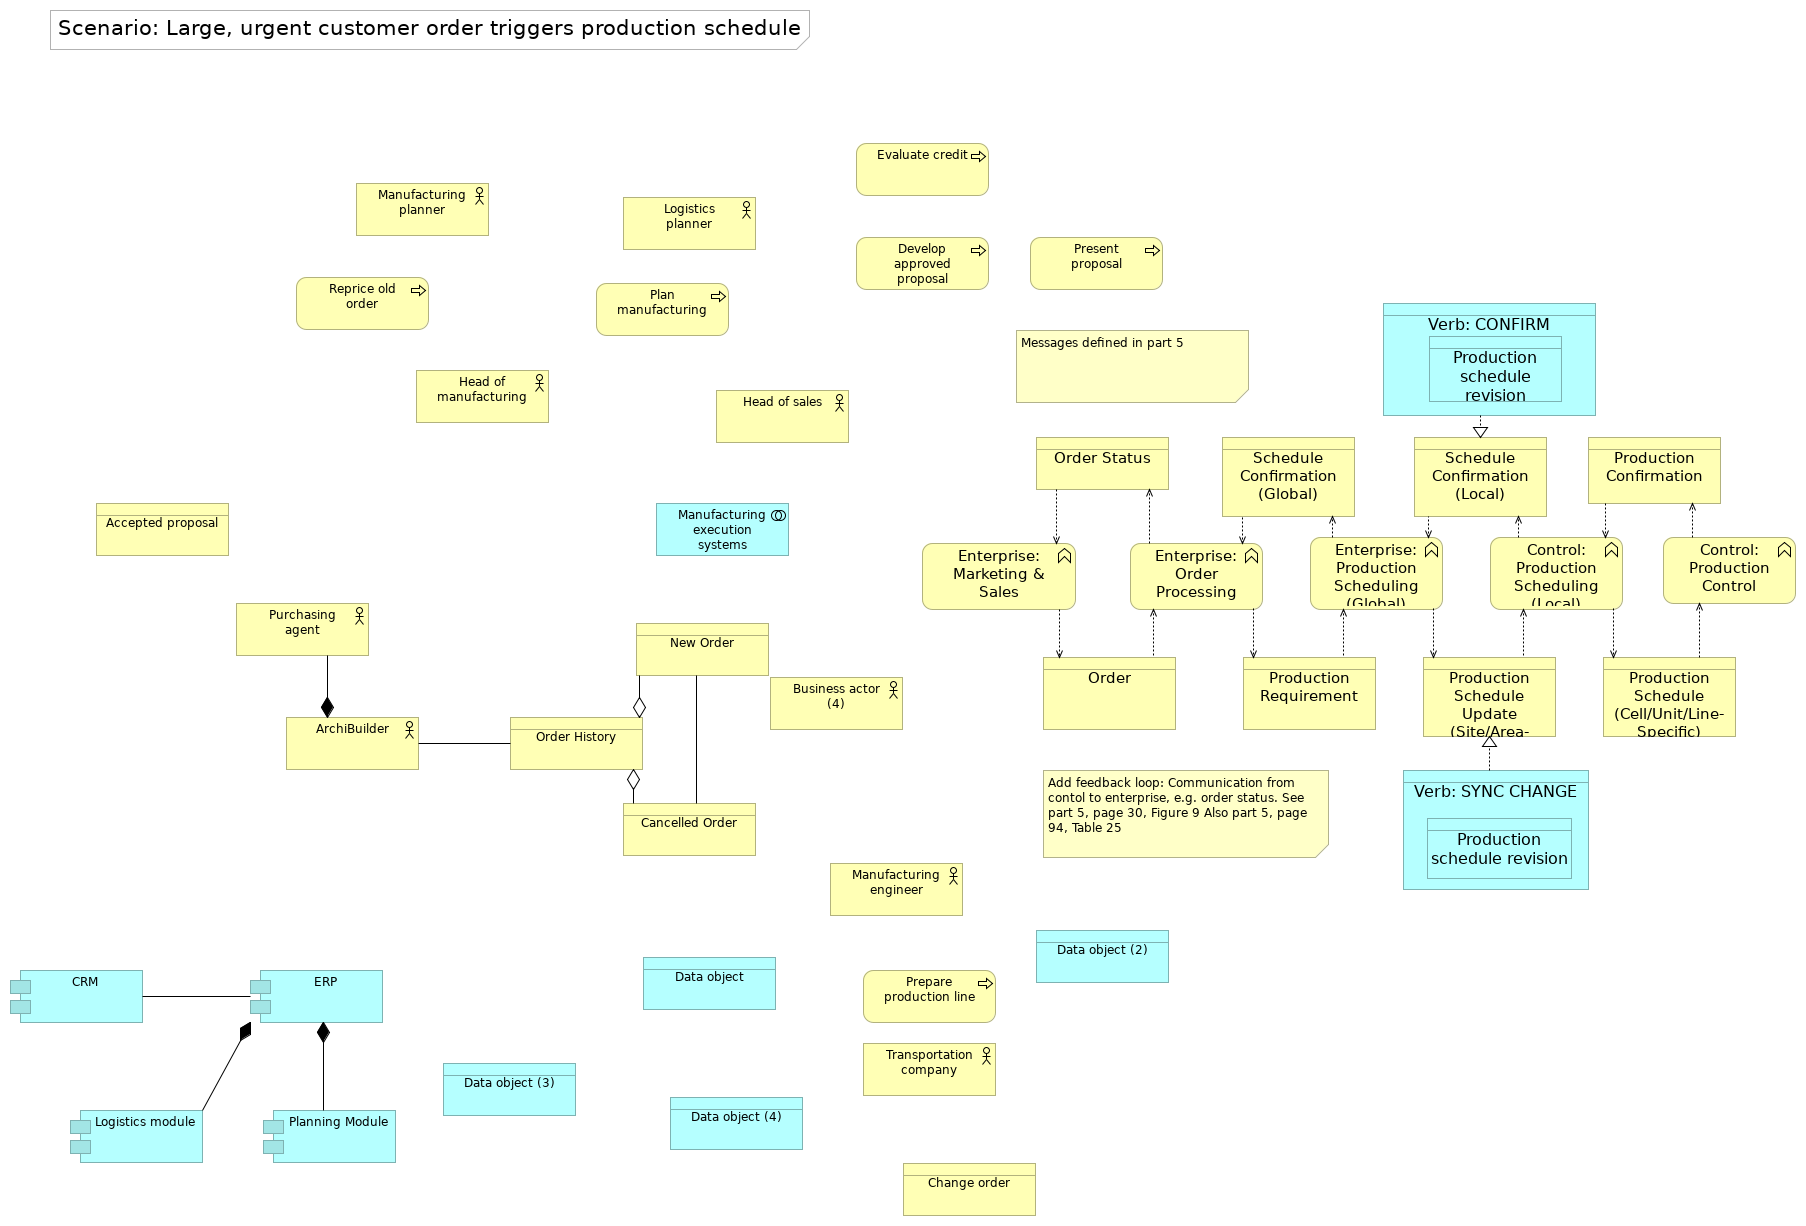 Scenario: Large, urgent customer order triggers production schedule
Evaluate credit
Manufacturing
planner
Logistics
planner
Develop
approved
proposal
Present
proposal
Reprice old
order
Plan
manufacturing
Verb: CONFIRM
Production
schedule
revision
Messages defined in part 5
Head of
manufacturing
Head of sales
Order Status
Schedule
Confirmation
(Global)
Schedule
Confirmation
(Local)
Production
Confirmation
Accepted proposal
Manufacturing
execution
systems
Enterprise:
Marketing &
Sales
Enterprise:
Order
Processing
Enterprise:
Production
Scheduling
(Global)
Control:
Production
Scheduling
(Local)
Control:
Production
Control
Purchasing
agent
New Order
Business actor
(4)
Order
Production
Requirement
Production
Schedule
Update
(Site/Area-
Production
Schedule
(Cell/Unit/Line-
Specific)
ArchiBuilder
Order History
Cancelled Order
Add feedback loop: Communication from
contol to enterprise, e.g. order status. See
part 5, page 30, Figure 9 Also part 5, page
94, Table 25
Verb: SYNC CHANGE
Production
schedule revision
Manufacturing
engineer
Data object (2)
CRM
ERP
Data object
Prepare
production line
Transportation
company
Data object (3)
Data object (4)
Logistics module
Planning Module
Change order